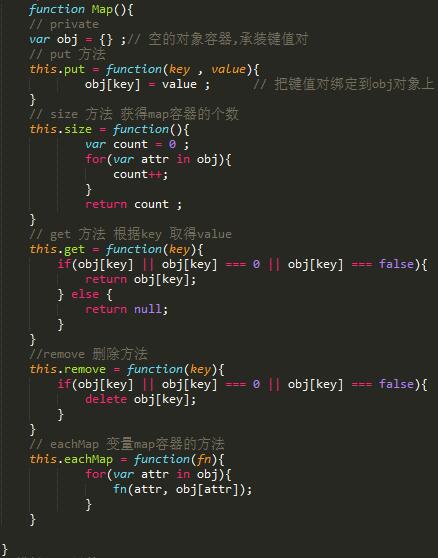 function Map(){
// private
var obj = {} ;// 空的对象容器,承装键值对
// put 方法
this.put = function(key , value){
obj[key] = value ; // 把键值对绑定到obj对象上
}
// size 方法 获得map容器的个数
this.size = function(){
var count = 0 ;
for(var attr in obj){
count++;
}
return count ;
}
// get 方法 根据key 取得value
this.get = function(key){
if(obj[key] || obj[key] === 0 || obj[key] === false){
return obj[key];
} else {
return null;
}
}
//remove 删除方法
this.remove = function(key){
if(obj[key] || obj[key] === 0 || obj[key] === false){
delete obj[key];
}
}
// eachMap 变量map容器的方法
this.eachMap = function(fn){
for(var attr in obj){
fn(attr, obj[attr]);
}
}
}